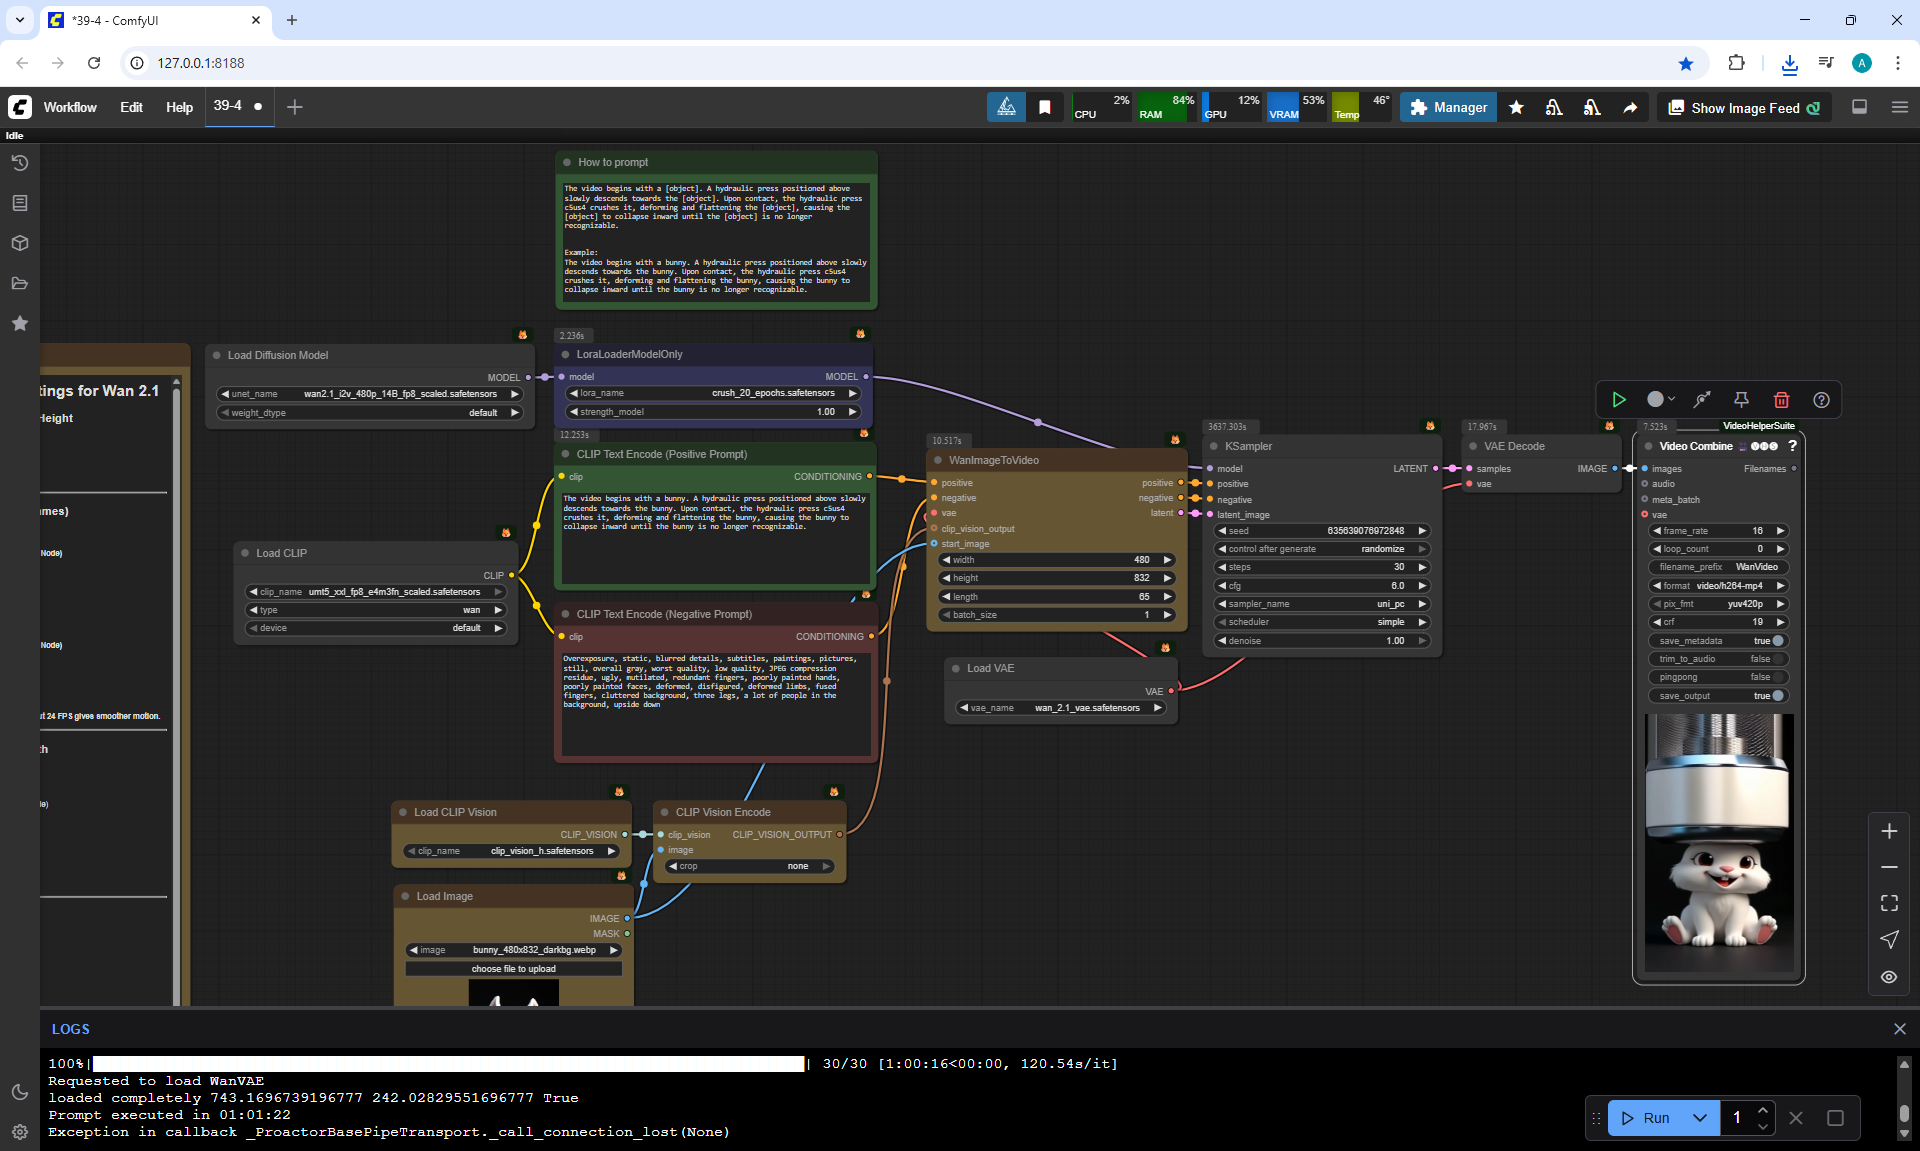 *39-4 - ComfyUI
127.0.0.1:8188
A
Workflow
Edit
Help
39-4
CPU
2%
RAM
84%
GPU
12%
VRAM
53%
Temp
46°
Manager
Show Image Feed
Idle
How to prompt
The video begins with a [object]. A hydraulic press positioned above
slowly descends towards the [object]. Upon contact, the hydraulic press
c5us4 crushes it, deforming and flattening the [object], causing the
[object] to collapse inward until the [object] is no longer
recognizable.
Example:
The video begins with a bunny. A hydraulic press positioned above slowly
descends towards the bunny. Upon contact, the hydraulic press c5us4
crushes it, deforming and flattening the bunny, causing the bunny to
collapse inward until the bunny is no longer recognizable.
tings for Wan 2.1
Height
mes)
Node)
Node)
t 24 FPS gives smoother motion.
th
Load Diffusion Model
MODEL
unet_name
wan2.1_i2v_480p_14B_fp8_scaled.safetensors
weight_dtype
default
2.236s
LoraLoaderModelOnly
model
MODEL
lora_name
crush_20_epochs.safetensors
strength_model
1.00
12.253s
CLIP Text Encode (Positive Prompt)
clip
CONDITIONING
The video begins with a bunny. A hydraulic press positioned above slowly
descends towards the bunny. Upon contact, the hydraulic press c5us4
crushes it, deforming and flattening the bunny, causing the bunny to
collapse inward until the bunny is no longer recognizable.
Load CLIP
CLIP
clip_name
umt5_xxl_fp8_e4m3fn_scaled.safetensors
type
wan
device
default
CLIP Text Encode (Negative Prompt)
clip
CONDITIONING
Overexposure, static, blurred details, subtitles, paintings, pictures,
still, overall gray, worst quality, low quality, JPEG compression
residue, ugly, mutilated, redundant fingers, poorly painted hands,
poorly painted faces, deformed, disfigured, deformed limbs, fused
fingers, cluttered background, three legs, a lot of people in the
background, upside down
10.517s
WanImageToVideo
positive
positive
negative
negative
vae
latent
clip_vision_output
start_image
width
480
height
832
length
65
batch_size
1
Load VAE
VAE
vae_name
wan_2.1_vae.safetensors
3637.303s
KSampler
model
LATENT
positive
negative
latent_image
seed
635639076972848
control after generate
randomize
steps
30
cfg
6.0
sampler_name
uni_pc
scheduler
simple
denoise
1.00
17.967s
VAE Decode
samples
IMAGE
vae
7.523s
VideoHelperSuite
Video Combine
VHS
?
images
Filenames
audio
meta_batch
vae
frame_rate
16
loop_count
0
filename_prefix
WanVideo
format
video/h264-mp4
pix_fmt
yuv420p
crf
19
save_metadata
true
trim_to_audio
false
pingpong
false
save_output
true
Load CLIP Vision
CLIP_VISION
clip_name
clip_vision_h.safetensors
CLIP Vision Encode
clip_vision
CLIP_VISION_OUTPUT
image
crop
none
Load Image
IMAGE
MASK
image
bunny_480x832_darkbg.webp
choose file to upload
LOGS
100%| | 30/30 [1:00:16<00:00, 120.54s/it]
Requested to load WanVAE
loaded completely 743.1696739196777 242.02829551696777 True
Prompt executed in 01:01:22
Exception in callback _ProactorBasePipeTransport._call_connection_lost(None)
Run
1